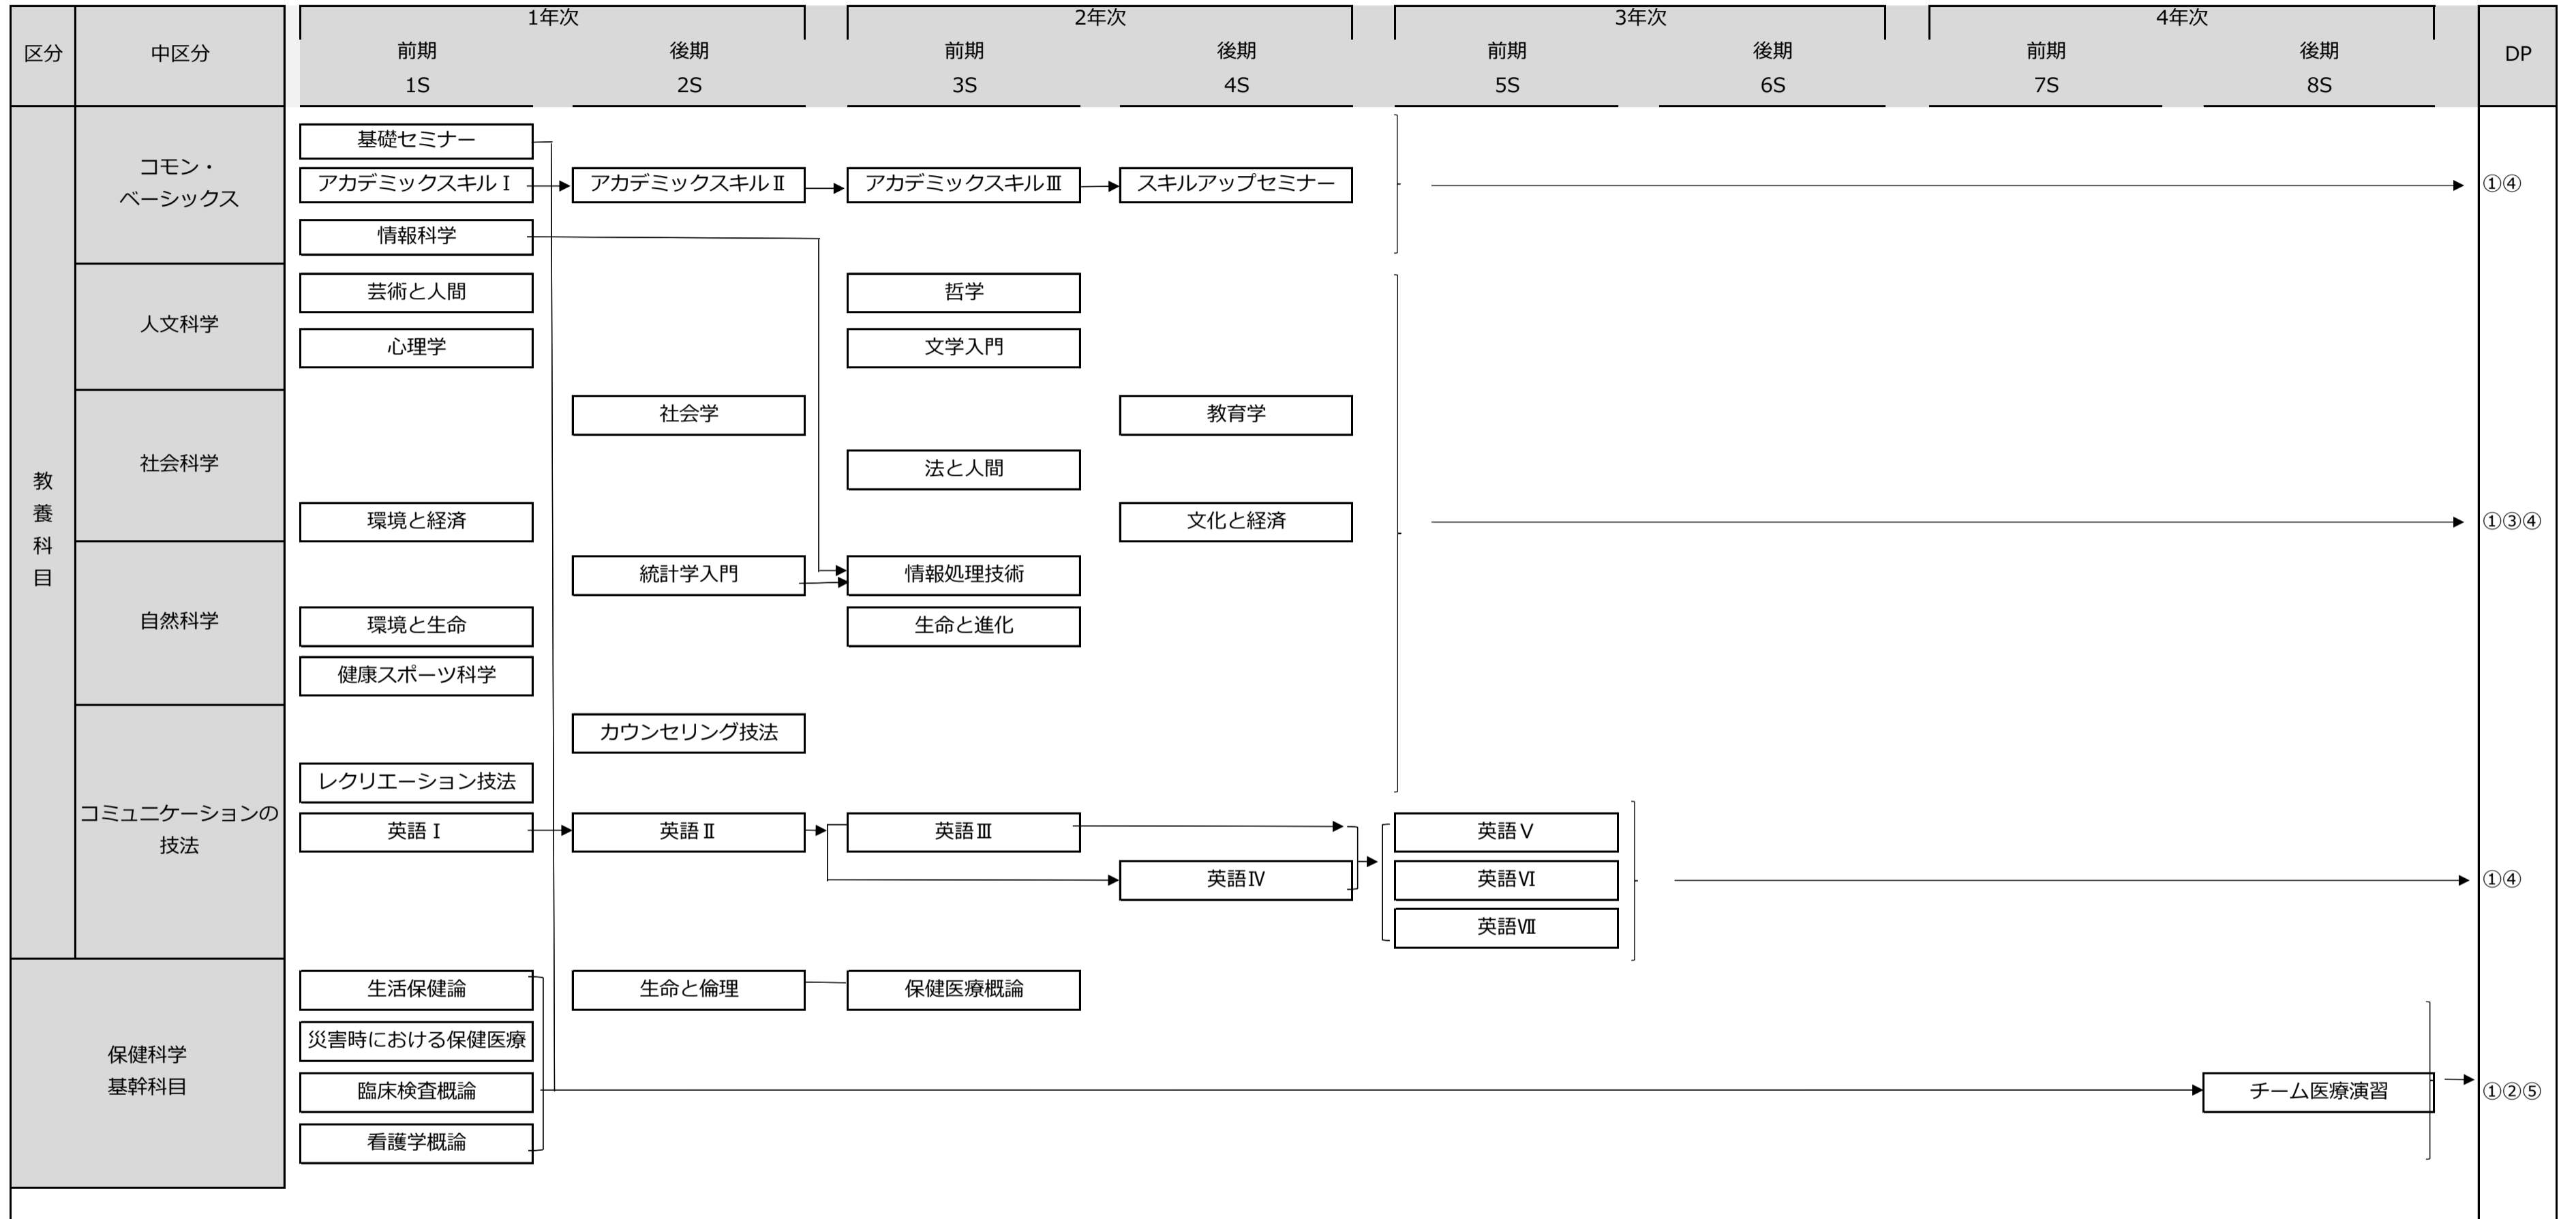 区分
中区分
1年次
2年次
3年次
4年次
DP
前期
後期
前期
後期
前期
後期
前期
後期
1S
2S
3S
4S
5S
6S
7S
8S
教
養
科
目
コモン・
ベーシックス
基礎セミナー
アカデミックスキルⅠ
アカデミックスキルⅡ
アカデミックスキルⅢ
スキルアップセミナー
①④
情報科学
人文科学
芸術と人間
哲学
心理学
文学入門
社会科学
社会学
教育学
法と人間
環境と経済
文化と経済
①③④
自然科学
統計学入門
情報処理技術
環境と生命
生命と進化
健康スポーツ科学
コミュニケーションの
技法
カウンセリング技法
レクリエーション技法
英語Ⅰ
英語Ⅱ
英語Ⅲ
英語Ⅴ
英語Ⅳ
英語Ⅵ
①④
英語Ⅶ
保健科学
基幹科目
生活保健論
生命と倫理
保健医療概論
災害時における保健医療
臨床検査概論
チーム医療演習
①②⑤
看護学概論